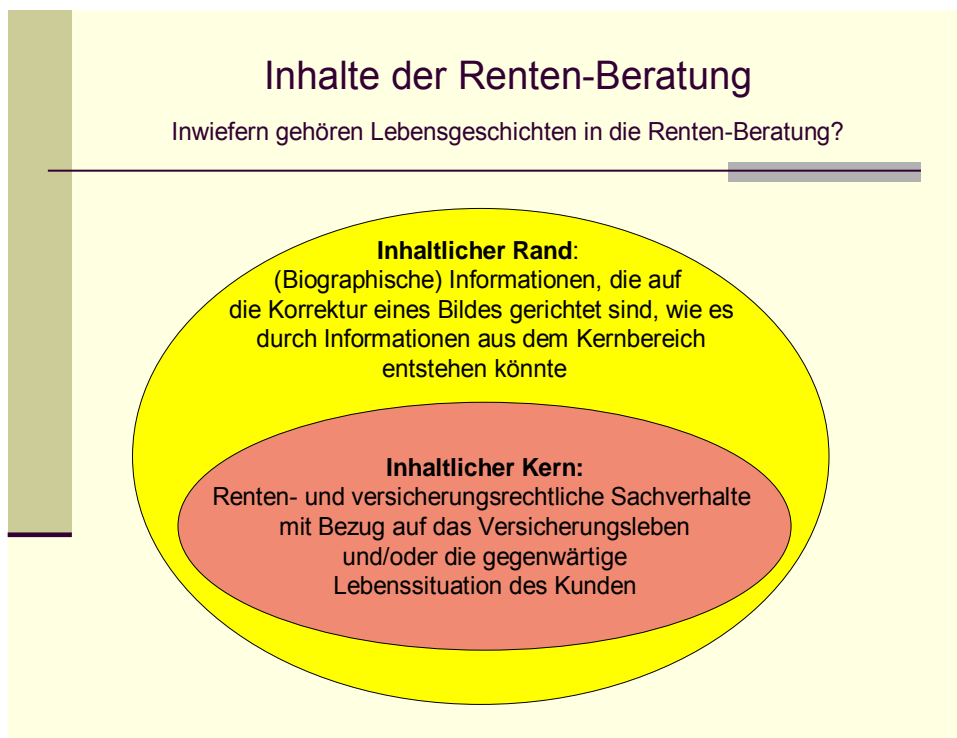 Inhalte der Renten-Beratung
Inwiefern gehören Lebensgeschichten in die Renten-Beratung?
Inhaltlicher Rand:
(Biographische) Informationen, die auf
die Korrektur eines Bildes gerichtet sind, wie es
durch Informationen aus dem Kernbereich
entstehen könnte
Inhaltlicher Kern:
Renten- und versicherungsrechtliche Sachverhalte
mit Bezug auf das Versicherungsleben
und/oder die gegenwärtige
Lebenssituation des Kunden